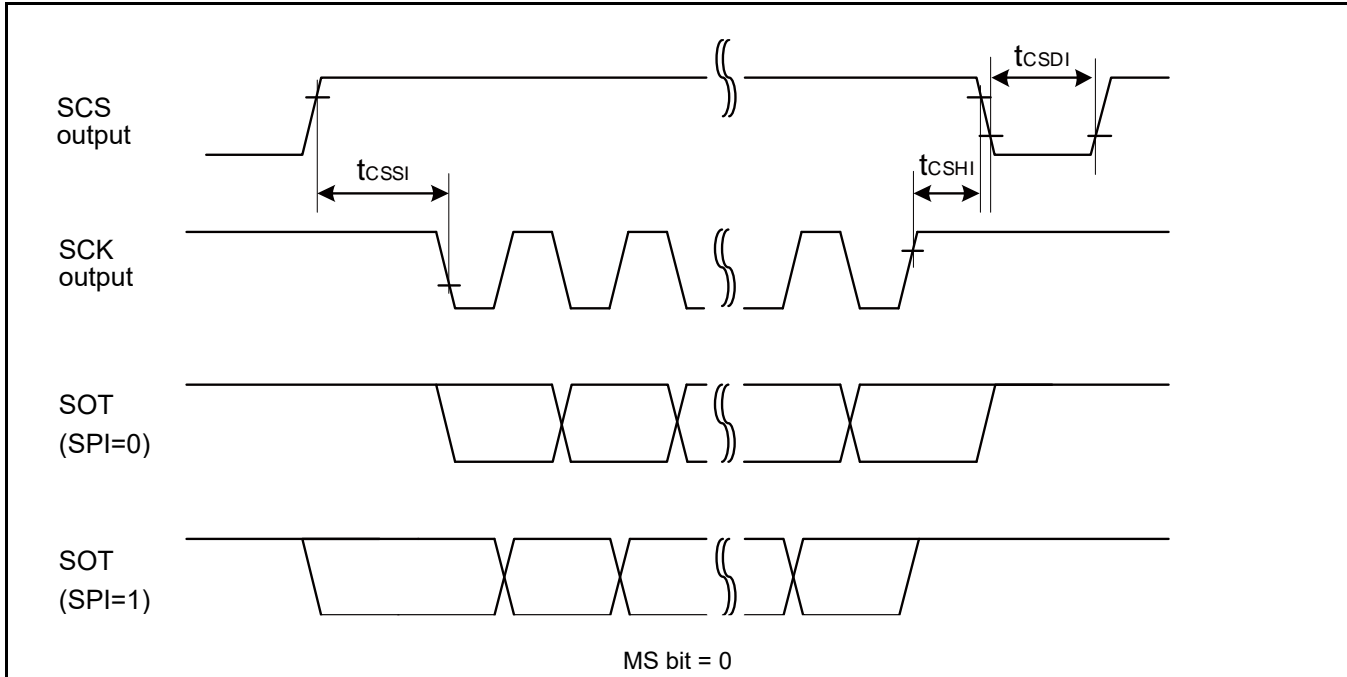 tCSDI
SCS
output
tCSSI
tCSHI
SCK
output
SOT
(SPI=0)
SOT
(SPI=1)
MS bit = 0